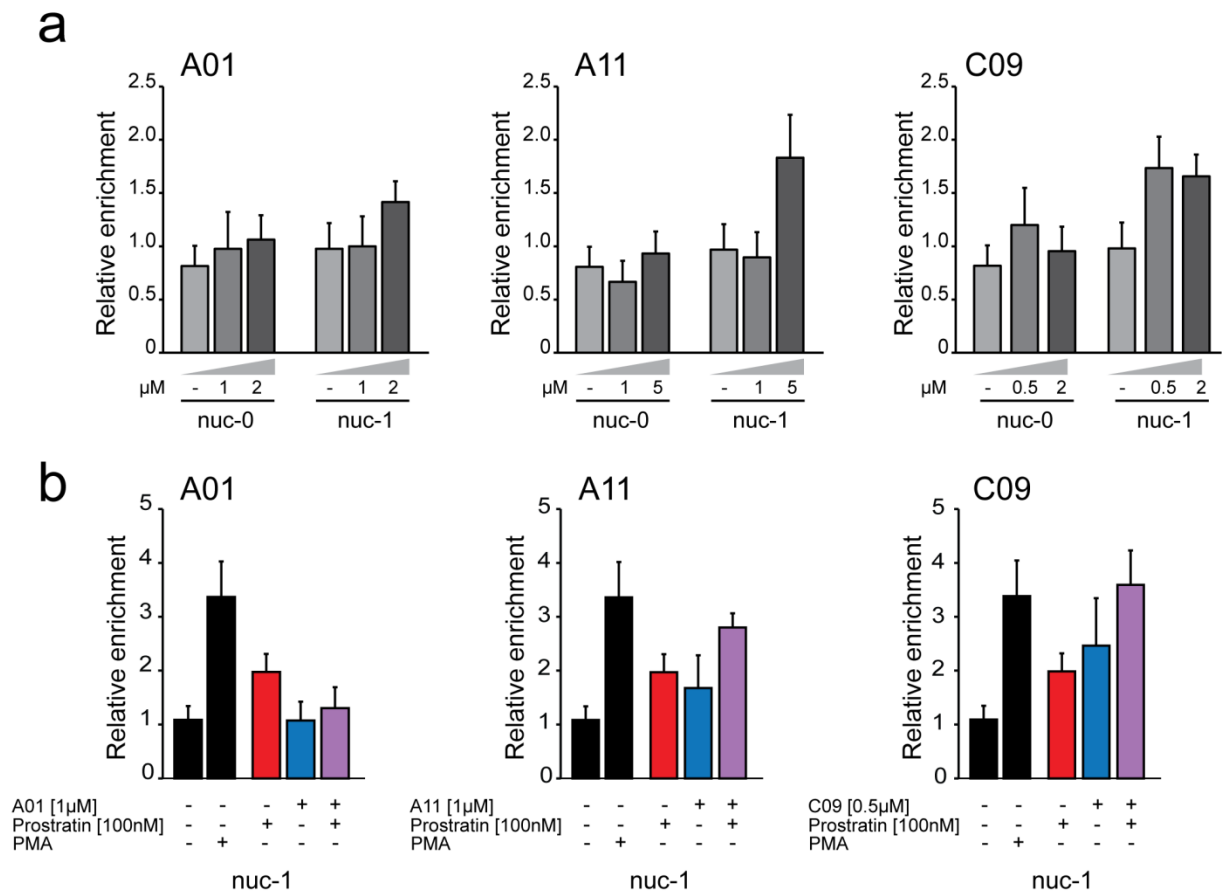 a
A01
A11
C09
Relative enrichment
2.5
2.0
1.5
1.0
0.5
0
µM - 1 2 - 1 2
nuc-0 nuc-1
Relative enrichment
2.5
2.0
1.5
1.0
0.5
0
µM - 1 5 - 1 5
nuc-0 nuc-1
Relative enrichment
2.5
2.0
1.5
1.0
0.5
0
µM - 0.5 2 - 0.5 2
nuc-0 nuc-1
b
A01
Relative enrichment
5
4
3
2
1
0
A01 [1µM] - - - + +
Prostratin [100nM] - - + - +
PMA - + - - -
nuc-1
A11
Relative enrichment
5
4
3
2
1
0
A11 [1µM] - - - + +
Prostratin [100nM] - - + - +
PMA - + - - -
nuc-1
C09
Relative enrichment
5
4
3
2
1
0
C09 [0.5µM] - - - + +
Prostratin [100nM] - - + - +
PMA - + - - -
nuc-1